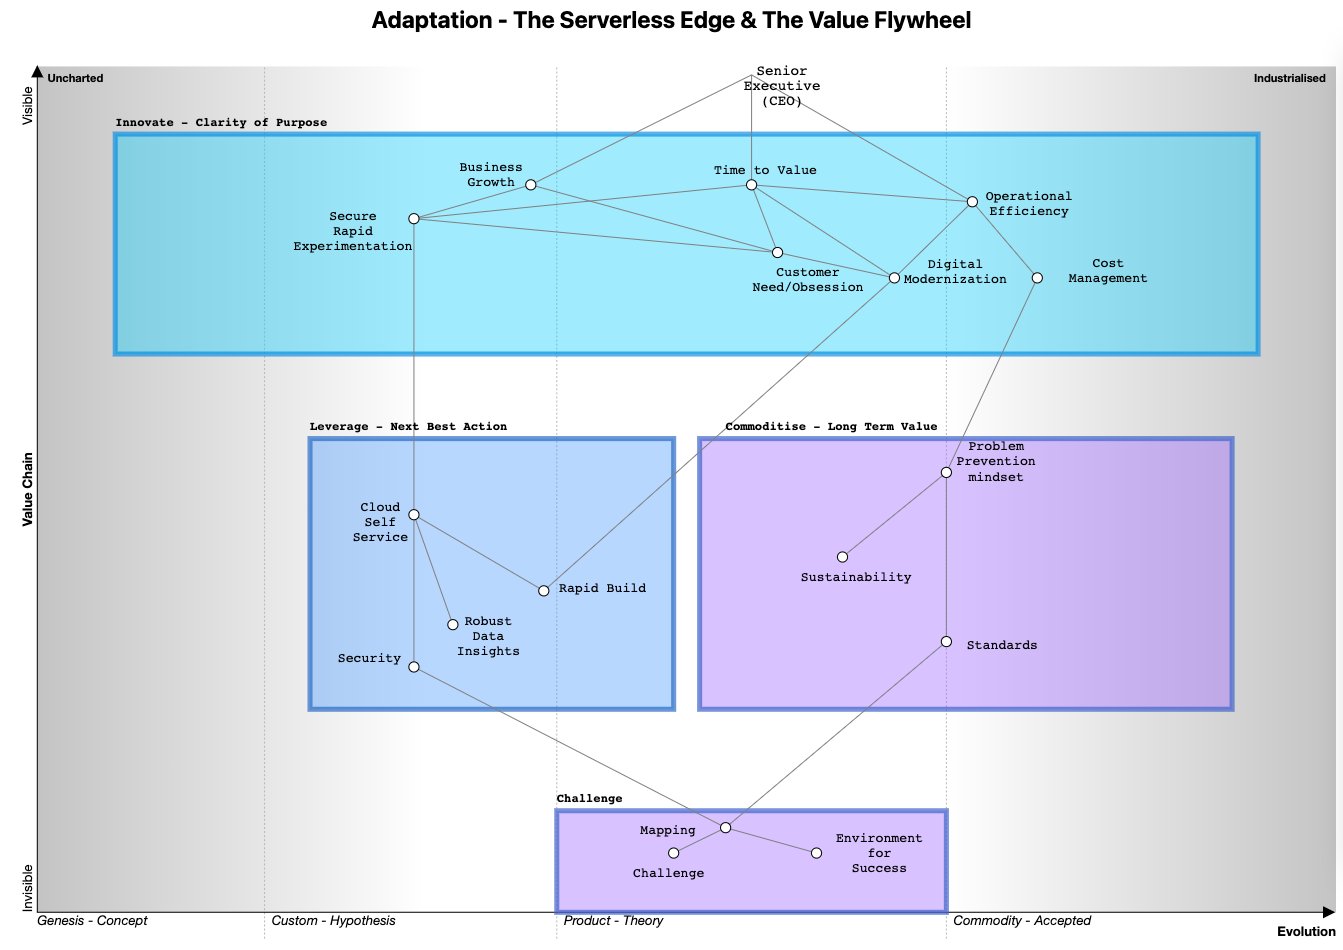 Adaptation - The Serverless Edge & The Value Flywheel
Uncharted
Industrialised
Visible
Senior
Executive
(CEO)
Innovate - Clarity of Purpose
Business
Growth
Time to Value
Operational
Efficiency
Secure
Rapid
Experimentation
Customer
Need/Obsession
Digital
Modernization
Cost
Management
Value Chain
Leverage - Next Best Action
Commoditise - Long Term Value
Problem
Prevention
mindset
Cloud
Self
Service
Sustainability
Rapid Build
Robust
Data
Insights
Security
Standards
Challenge
Mapping
Challenge
Environment
for
Success
Invisible
Genesis - Concept
Custom - Hypothesis
Product - Theory
Commodity - Accepted
Evolution